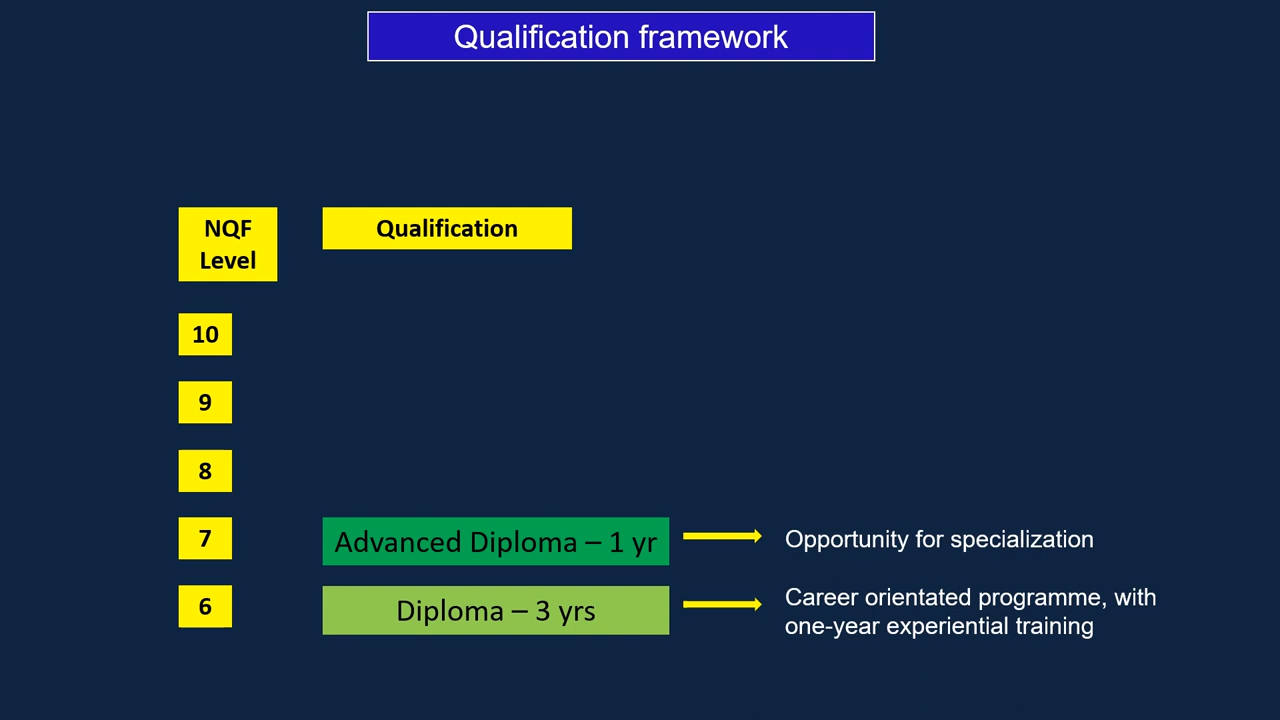 Qualification framework
NQF
Level
Qualification
10
9
8
7
Advanced Diploma – 1 yr
Opportunity for specialization
6
Diploma – 3 yrs
Career orientated programme, with
one-year experiential training